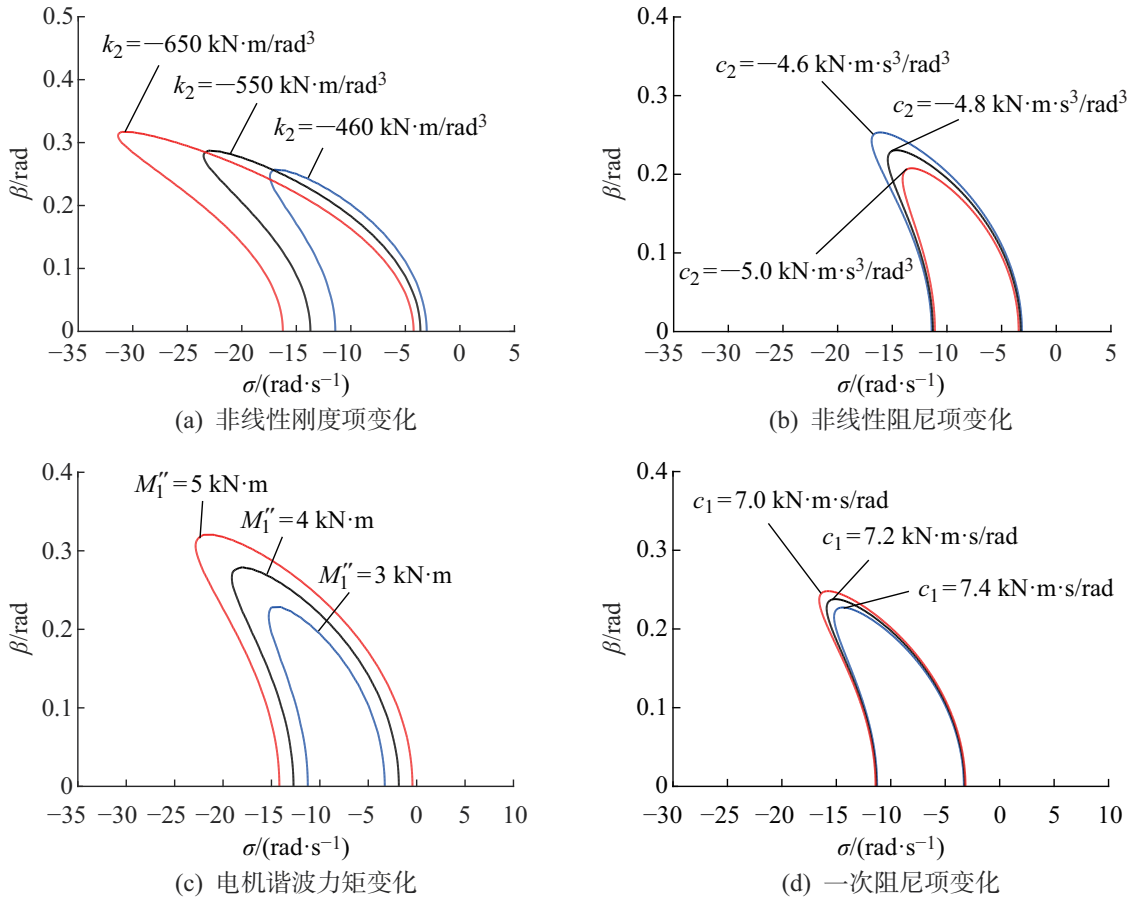 0.5
0.4
0.3
0.2
0.1
0
β/rad
k₂=−650 kN·m/rad³
k₂=−550 kN·m/rad³
k₂=−460 kN·m/rad³
−35 −30 −25 −20 −15 −10 −5 0 5
σ/(rad·s⁻¹)
(a) 非线性刚度项变化
0.4
0.3
0.2
0.1
0
β/rad
c₂=−4.6 kN·m·s³/rad³
c₂=−4.8 kN·m·s³/rad³
c₂=−5.0 kN·m·s³/rad³
−35 −30 −25 −20 −15 −10 −5 0 5
σ/(rad·s⁻¹)
(b) 非线性阻尼项变化
0.4
0.3
0.2
0.1
0
β/rad
M₁″=5 kN·m
M₁″=4 kN·m
M₁″=3 kN·m
−35 −30 −25 −20 −15 −10 −5 0 5 10
σ/(rad·s⁻¹)
(c) 电机谐波力矩变化
0.4
0.3
0.2
0.1
0
β/rad
c₁=7.0 kN·m·s/rad
c₁=7.2 kN·m·s/rad
c₁=7.4 kN·m·s/rad
−30 −25 −20 −15 −10 −5 0 5 10
σ/(rad·s⁻¹)
(d) 一次阻尼项变化